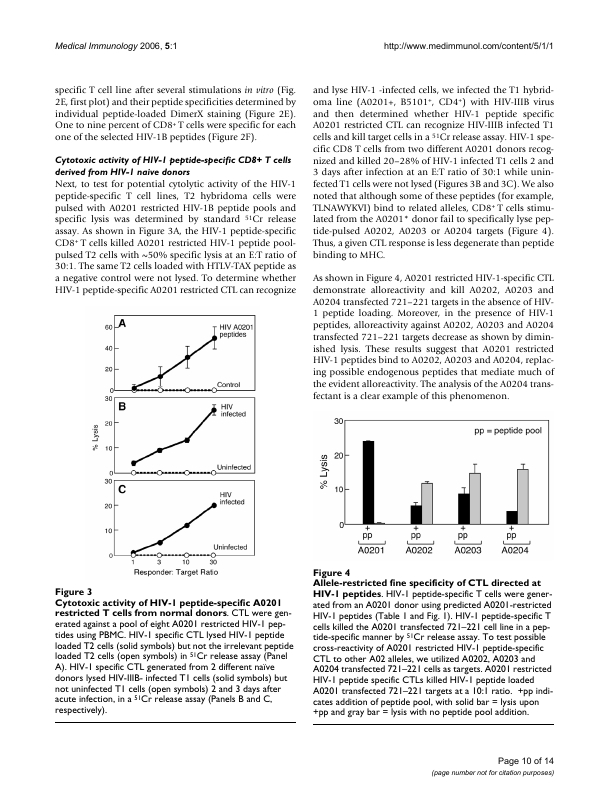 Medical Immunology 2006, 5:1
http://www.medimmunol.com/content/5/1/1
specific T cell line after several stimulations in vitro (Fig.
2E, first plot) and their peptide specificities determined by
individual peptide-loaded DimerX staining (Figure 2E).
One to nine percent of CD8+ T cells were specific for each
one of the selected HIV-1B peptides (Figure 2F).
Cytotoxic activity of HIV-1 peptide-specific CD8+ T cells
derived from HIV-1 naive donors
Next, to test for potential cytolytic activity of the HIV-1
peptide-specific T cell lines, T2 hybridoma cells were
pulsed with A0201 restricted HIV-1B peptide pools and
specific lysis was determined by standard 51Cr release
assay. As shown in Figure 3A, the HIV-1 peptide-specific
CD8+ T cells killed A0201 restricted HIV-1 peptide pool-
pulsed T2 cells with ~50% specific lysis at an E:T ratio of
30:1. The same T2 cells loaded with HTLV-TAX peptide as
a negative control were not lysed. To determine whether
HIV-1 peptide-specific A0201 restricted CTL can recognize
A
60
40
20
0
HIV A0201
peptides
Control
B
30
20
10
0
HIV
infected
Uninfected
% Lysis
C
30
20
10
0
HIV
infected
Uninfected
1 3 10 30
Responder: Target Ratio
Figure 3
Cytotoxic activity of HIV-1 peptide-specific A0201
restricted T cells from normal donors. CTL were gen-
erated against a pool of eight A0201 restricted HIV-1 pep-
tides using PBMC. HIV-1 specific CTL lysed HIV-1 peptide
loaded T2 cells (solid symbols) but not the irrelevant peptide
loaded T2 cells (open symbols) in 51Cr release assay (Panel
A). HIV-1 specific CTL generated from 2 different naïve
donors lysed HIV-IIIB- infected T1 cells (solid symbols) but
not uninfected T1 cells (open symbols) 2 and 3 days after
acute infection, in a 51Cr release assay (Panels B and C,
respectively).
and lyse HIV-1 -infected cells, we infected the T1 hybrid-
oma line (A0201+, B5101+, CD4+) with HIV-IIIB virus
and then determined whether HIV-1 peptide specific
A0201 restricted CTL can recognize HIV-IIIB infected T1
cells and kill target cells in a 51Cr release assay. HIV-1 spe-
cific CD8 T cells from two different A0201 donors recog-
nized and killed 20–28% of HIV-1 infected T1 cells 2 and
3 days after infection at an E:T ratio of 30:1 while unin-
fected T1 cells were not lysed (Figures 3B and 3C). We also
noted that although some of these peptides (for example,
TLNAWYKVI) bind to related alleles, CD8+ T cells stimu-
lated from the A0201+ donor fail to specifically lyse pep-
tide-pulsed A0202, A0203 or A0204 targets (Figure 4).
Thus, a given CTL response is less degenerate than peptide
binding to MHC.
As shown in Figure 4, A0201 restricted HIV-1-specific CTL
demonstrate alloreactivity and kill A0202, A0203 and
A0204 transfected 721–221 targets in the absence of HIV-
1 peptide loading. Moreover, in the presence of HIV-1
peptides, alloreactivity against A0202, A0203 and A0204
transfected 721–221 targets decrease as shown by dimin-
ished lysis. These results suggest that A0201 restricted
HIV-1 peptides bind to A0202, A0203 and A0204, replac-
ing possible endogenous peptides that mediate much of
the evident alloreactivity. The analysis of the A0204 trans-
fectant is a clear example of this phenomenon.
30
20
10
0
% Lysis
pp = peptide pool
+ + + +
pp pp pp pp
A0201 A0202 A0203 A0204
Figure 4
Allele-restricted fine specificity of CTL directed at
HIV-1 peptides. HIV-1 peptide-specific T cells were gener-
ated from an A0201 donor using predicted A0201-restricted
HIV-1 peptides (Table 1 and Fig. 1). HIV-1 peptide-specific T
cells killed the A0201 transfected 721–221 cell line in a pep-
tide-specific manner by 51Cr release assay. To test possible
cross-reactivity of A0201 restricted HIV-1 peptide-specific
CTL to other A02 alleles, we utilized A0202, A0203 and
A0204 transfected 721–221 cells as targets. A0201 restricted
HIV-1 peptide specific CTLs killed HIV-1 peptide loaded
A0201 transfected 721–221 targets at a 10:1 ratio. +pp indi-
cates addition of peptide pool, with solid bar = lysis upon
+pp and gray bar = lysis with no peptide pool addition.
Page 10 of 14
(page number not for citation purposes)